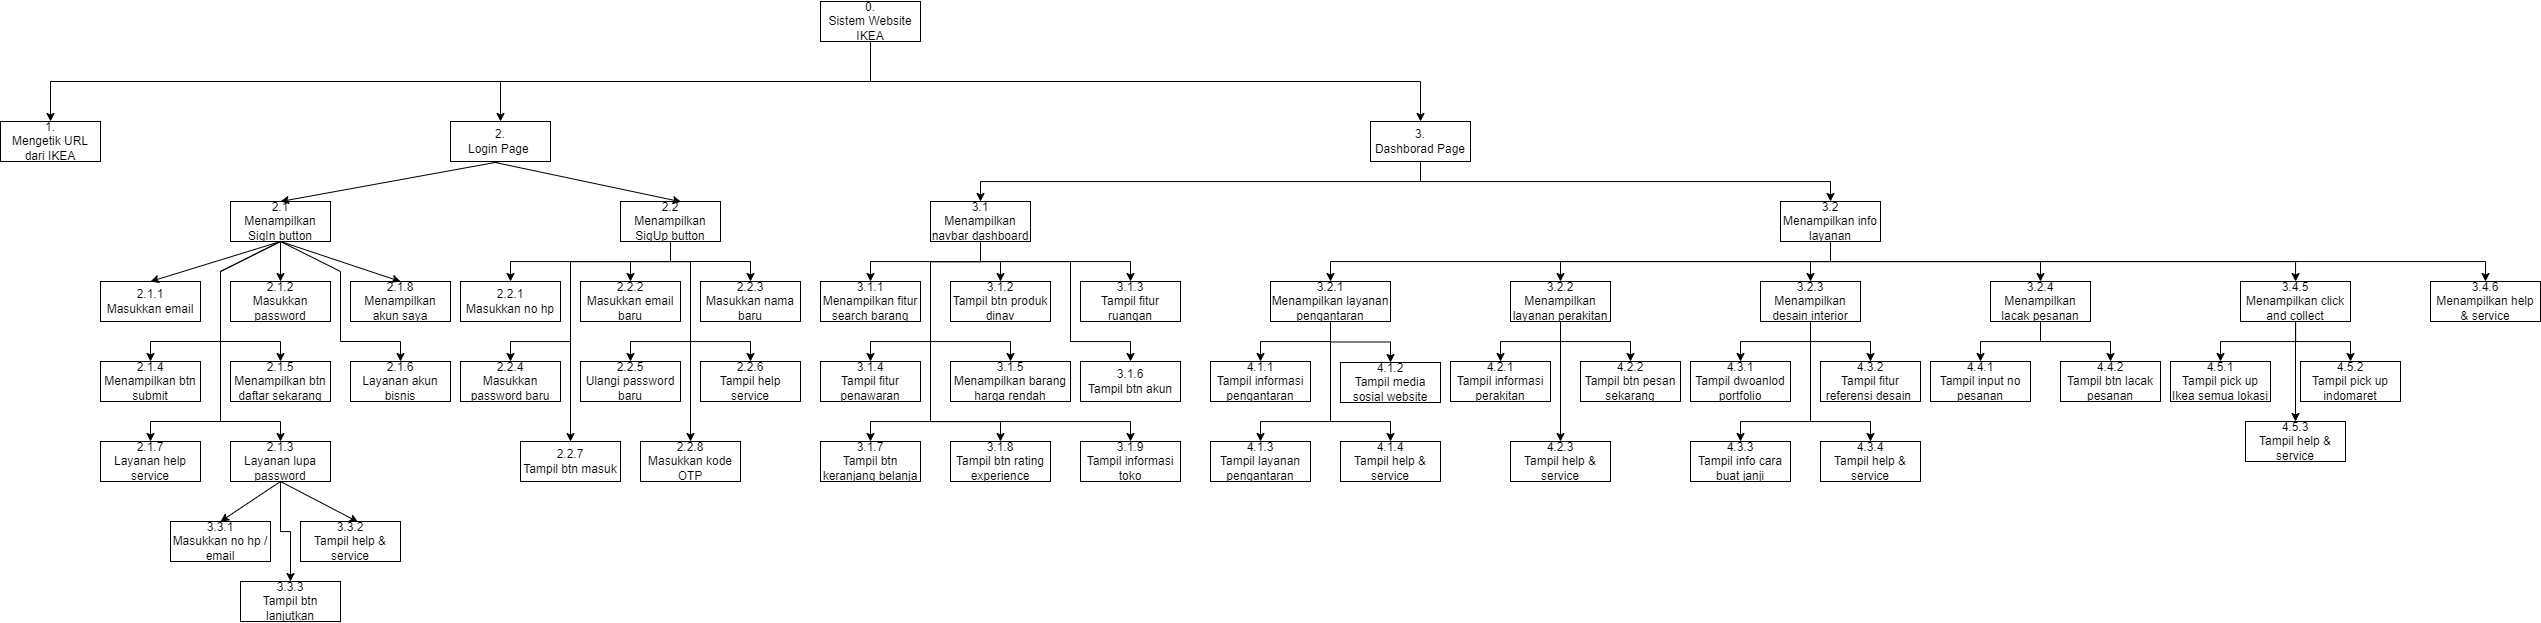 0.
Sistem Website
IKEA
1.
Mengetik URL
dari IKEA
2.
Login Page
3.
Dashborad Page
2.1
Menampilkan
SigIn button
2.2
Menampilkan
SigUp button
3.1
Menampilkan
navbar dashboard
3.2
Menampilkan info
layanan
2.1.1
Masukkan email
2.1.2
Masukkan
password
2.1.8
Menampilkan
akun saya
2.2.1
Masukkan no hp
2.2.2
Masukkan email
baru
2.2.3
Masukkan nama
baru
3.1.1
Menampilkan fitur
search barang
3.1.2
Tampil btn produk
dinav
3.1.3
Tampil fitur
ruangan
3.2.1
Menampilkan layanan
pengantaran
3.2.2
Menampilkan
layanan perakitan
3.2.3
Menampilkan
desain interior
3.2.4
Menampilkan
lacak pesanan
3.4.5
Menampilkan click
and collect
3.4.6
Menampilkan help
& service
2.1.4
Menampilkan btn
submit
2.1.5
Menampilkan btn
daftar sekarang
2.1.6
Layanan akun
bisnis
2.2.4
Masukkan
password baru
2.2.5
Ulangi password
baru
2.2.6
Tampil help
service
3.1.4
Tampil fitur
penawaran
3.1.5
Menampilkan barang
harga rendah
3.1.6
Tampil btn akun
4.1.1
Tampil informasi
pengantaran
4.1.2
Tampil media
sosial website
4.2.1
Tampil informasi
perakitan
4.2.2
Tampil btn pesan
sekarang
4.3.1
Tampil dwoanlod
portfolio
4.3.2
Tampil fitur
referensi desain
4.4.1
Tampil input no
pesanan
4.4.2
Tampil btn lacak
pesanan
4.5.1
Tampil pick up
Ikea semua lokasi
4.5.2
Tampil pick up
indomaret
2.1.7
Layanan help
service
2.1.3
Layanan lupa
password
2.2.7
Tampil btn masuk
2.2.8
Masukkan kode
OTP
3.1.7
Tampil btn
keranjang belanja
3.1.8
Tampil btn rating
experience
3.1.9
Tampil informasi
toko
4.1.3
Tampil layanan
pengantaran
4.1.4
Tampil help &
service
4.2.3
Tampil help &
service
4.3.3
Tampil info cara
buat janji
4.3.4
Tampil help &
service
4.5.3
Tampil help &
service
3.3.1
Masukkan no hp /
email
3.3.2
Tampil help &
service
3.3.3
Tampil btn
lanjutkan